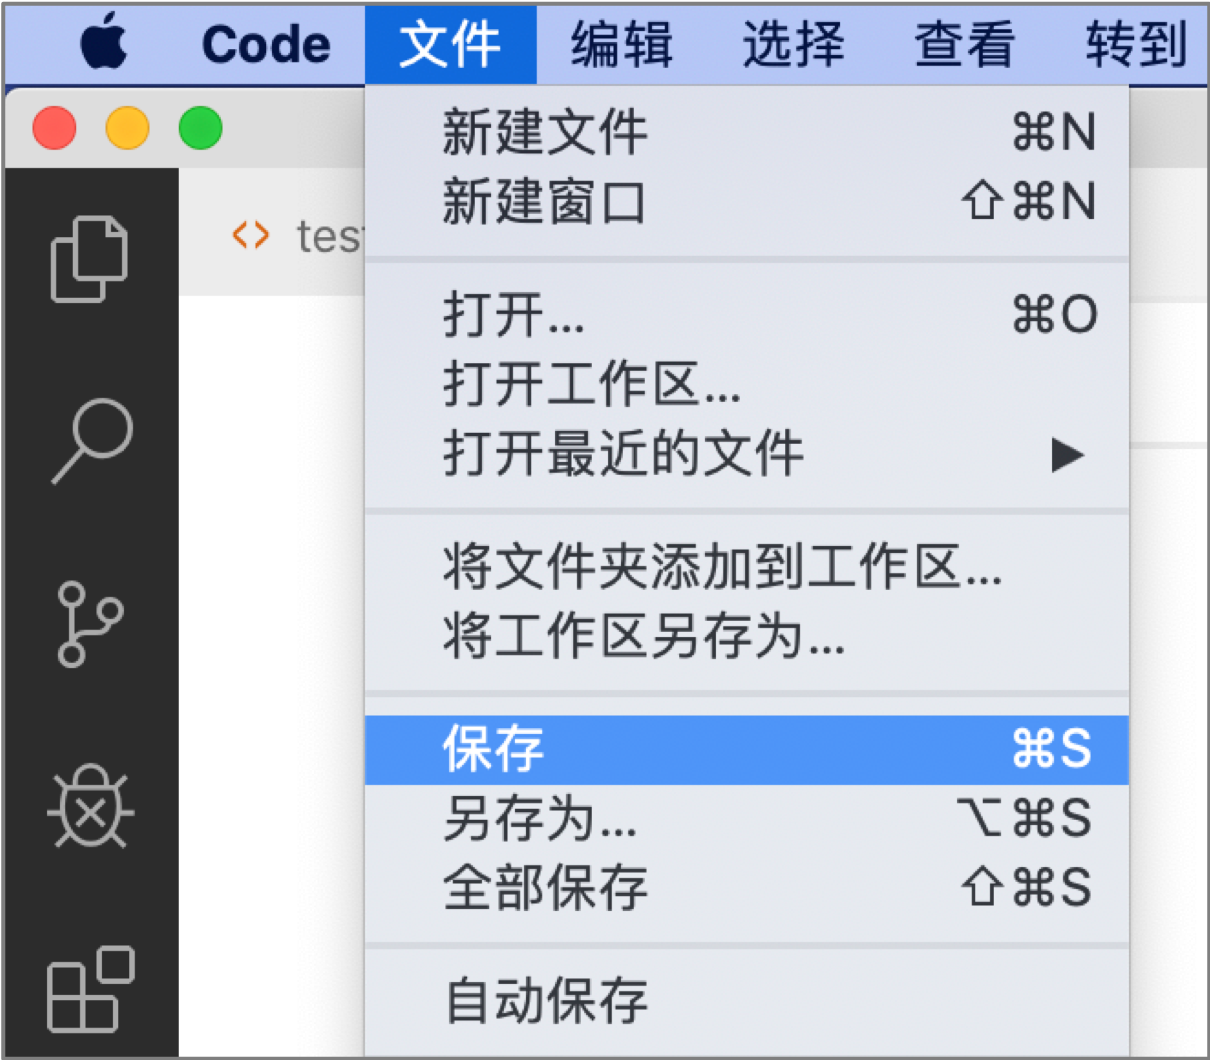 Code 文件 编辑 选择 查看 转到
新建文件 ⌘N
新建窗口 ⇧⌘N
<> test
打开... ⌘O
打开工作区...
打开最近的文件 ▶
将文件夹添加到工作区...
将工作区另存为...
保存 ⌘S
另存为... ⌥⌘S
全部保存 ⇧⌘S
自动保存